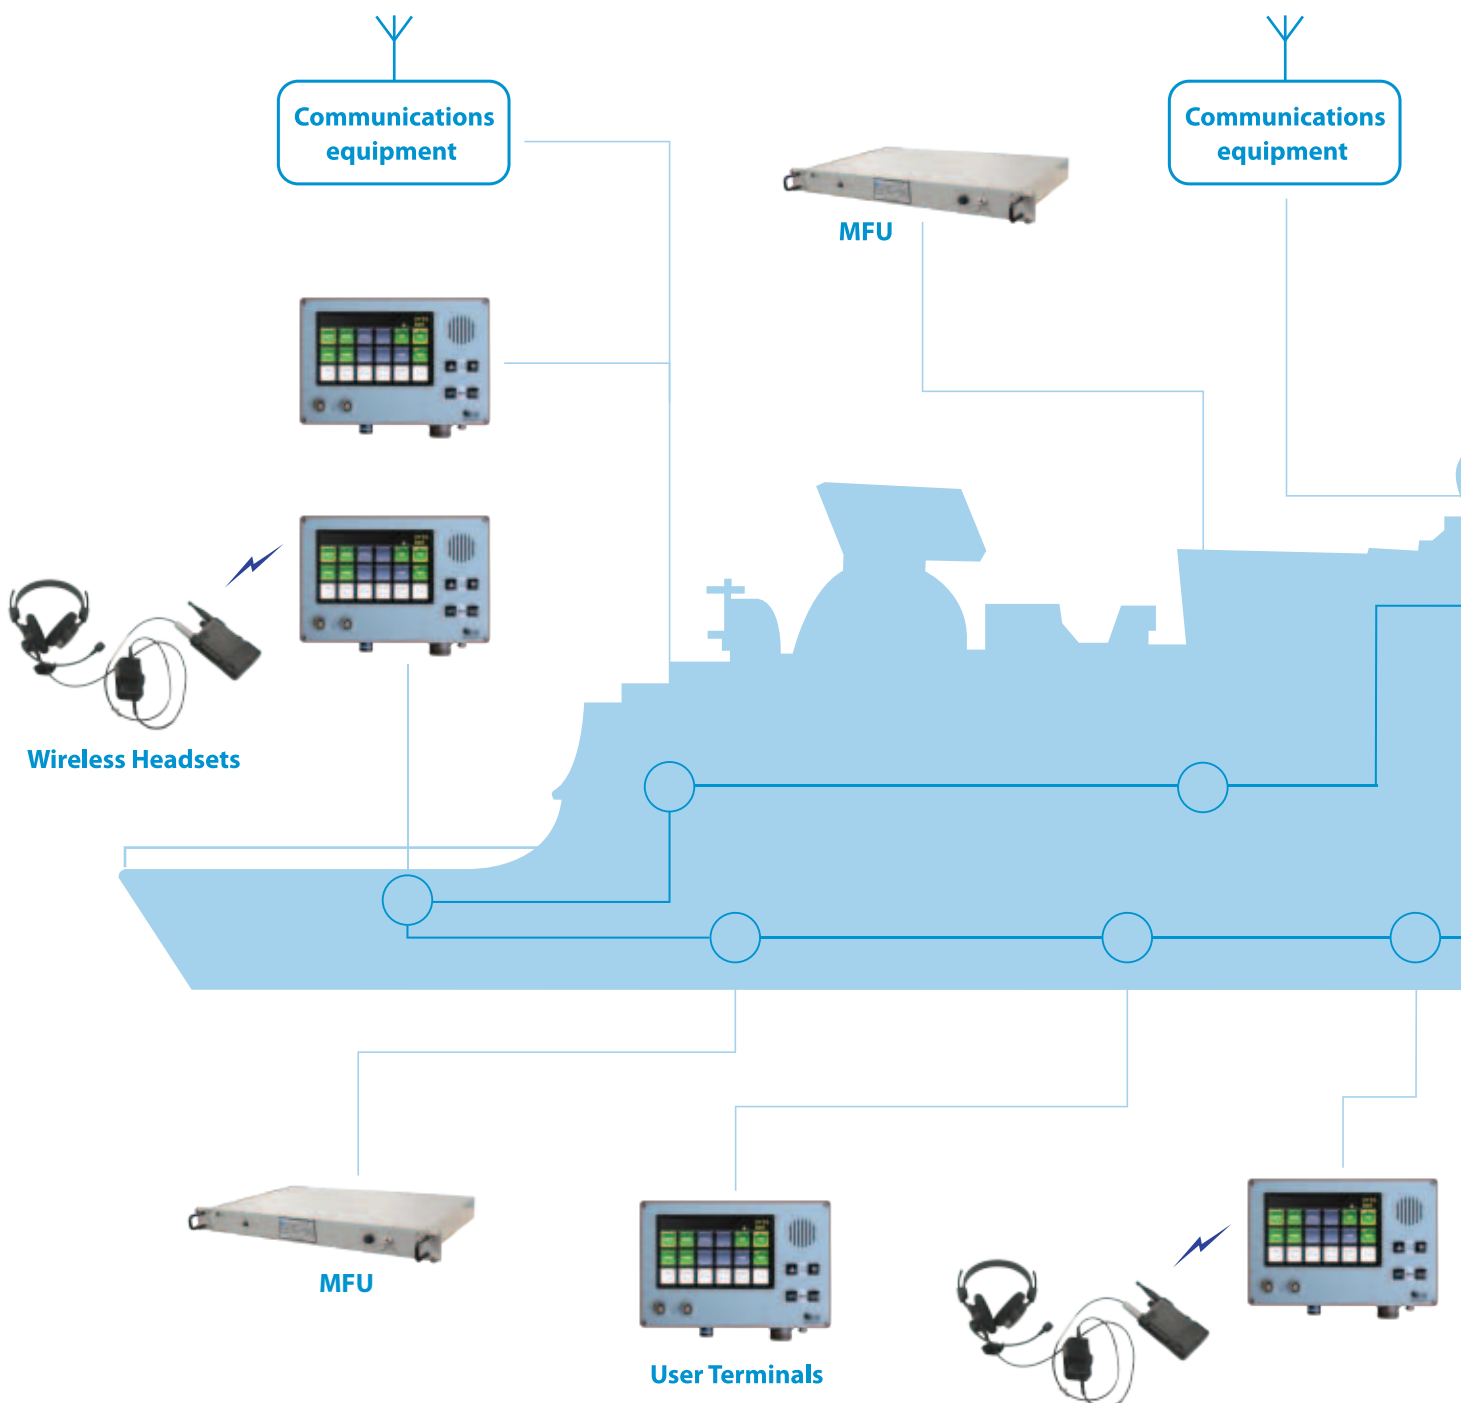 Communications
equipment
Communications
equipment
MFU
Wireless Headsets
MFU
User Terminals